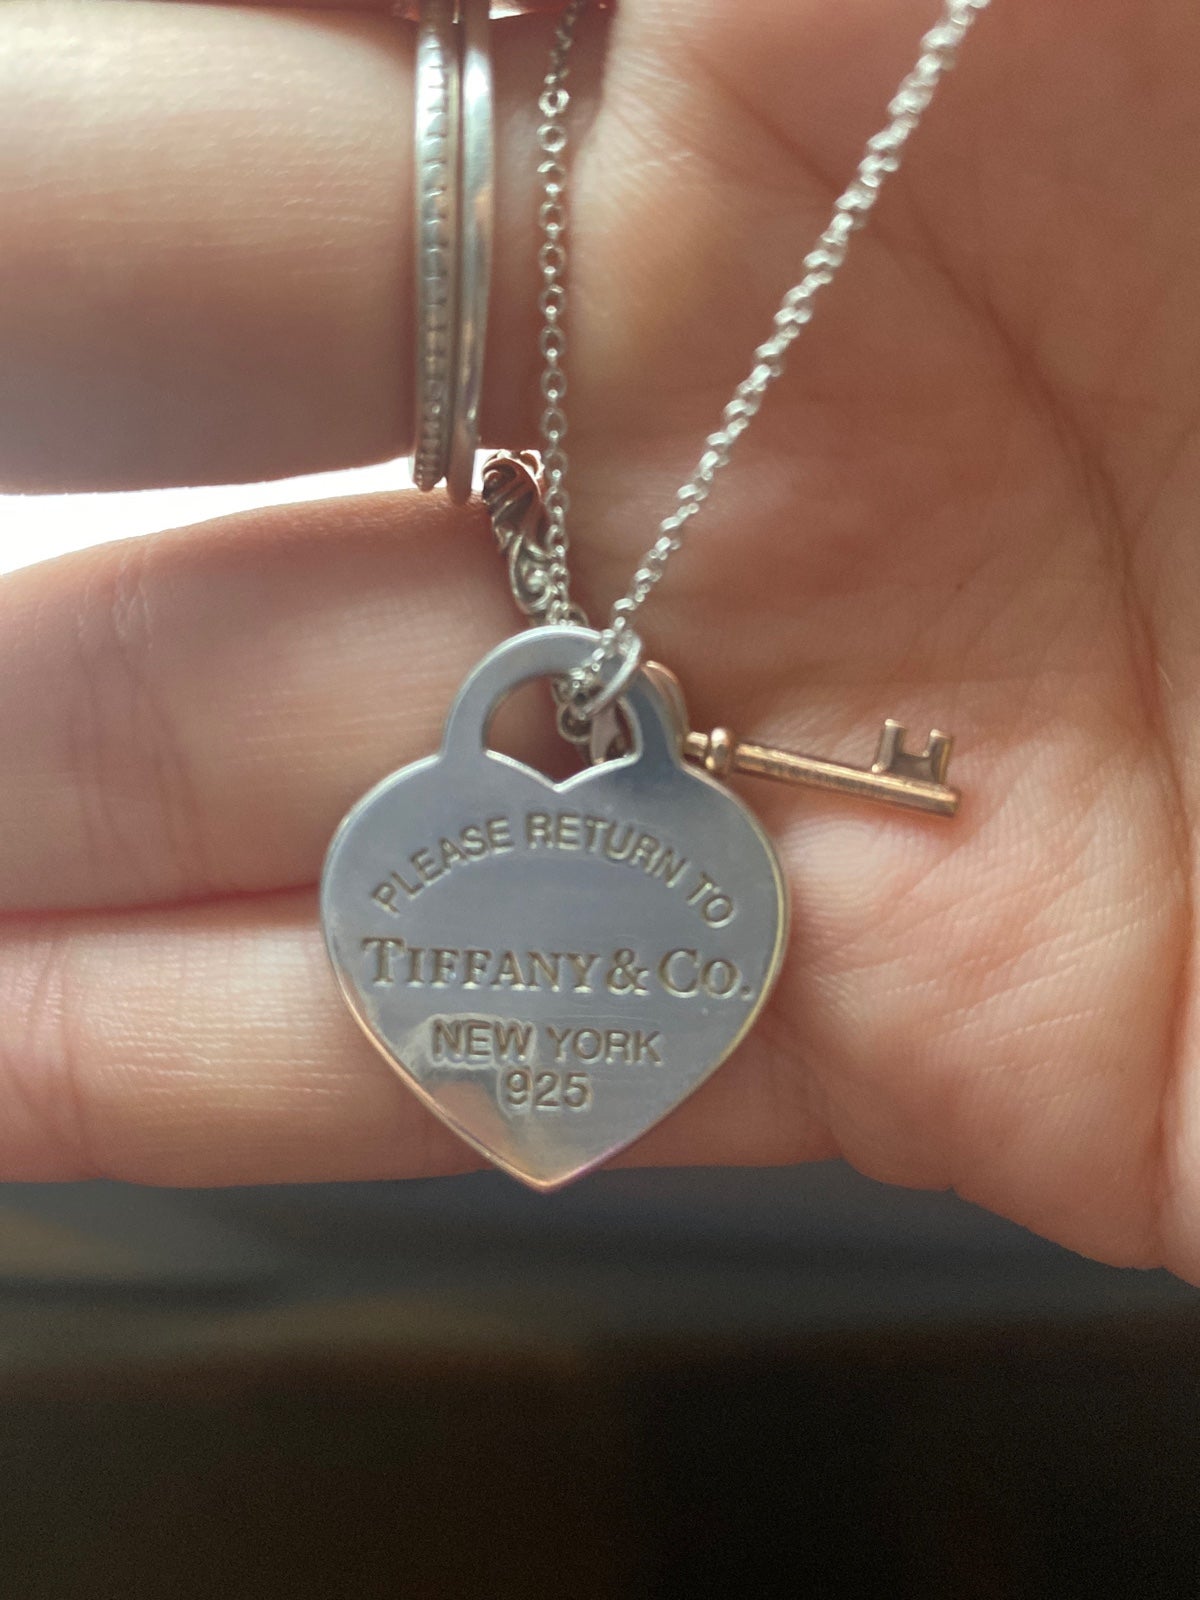 PLEASE RETURN TO
TIFFANY & CO.
NEW YORK
925